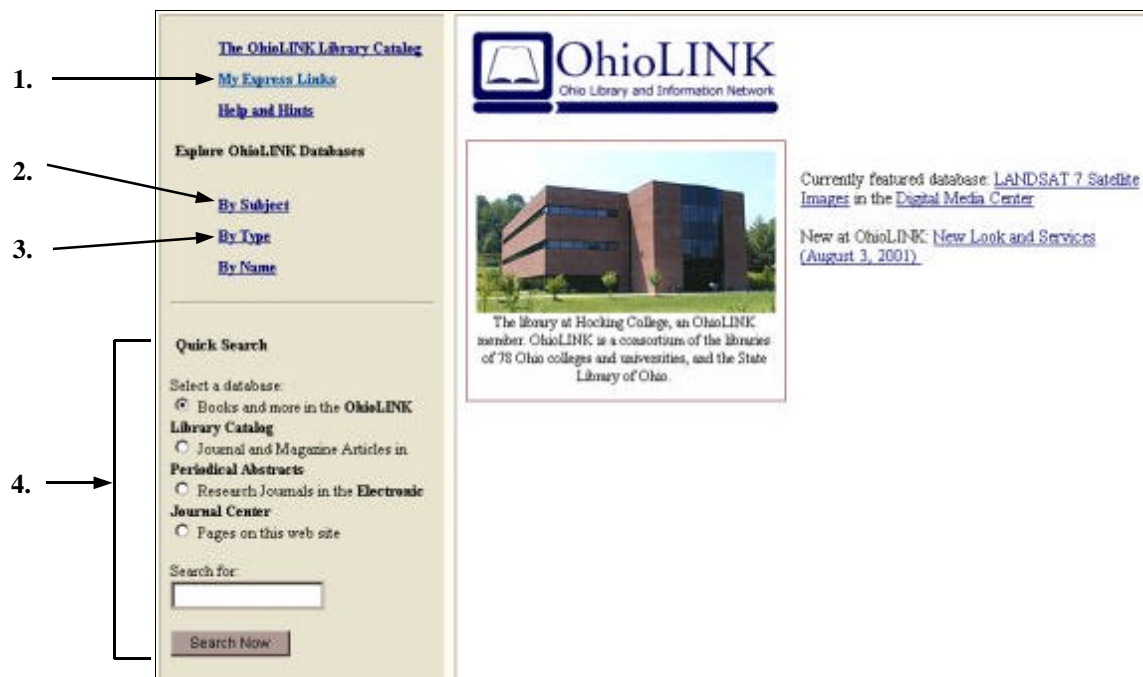 The OhioLINK Library Catalog
1.
My Express Links
Help and Hints
Explore OhioLINK Databases
2.
By Subject
3.
By Type
By Name
Quick Search
Select a database:
Books and more in the OhioLINK
Library Catalog
Journal and Magazine Articles in
Periodical Abstracts
4.
Research Journals in the Electronic
Journal Center
Pages on this web site
Search for:
Search Now
OhioLINK
Ohio Library and Information Network
The library at Hocking College, an OhioLINK
member. OhioLINK is a consortium of the libraries
of 78 Ohio colleges and universities, and the State
Library of Ohio.
Currently featured database: LANDSAT 7 Satellite
Images in the Digital Media Center
New at OhioLINK: New Look and Services
(August 3, 2001)